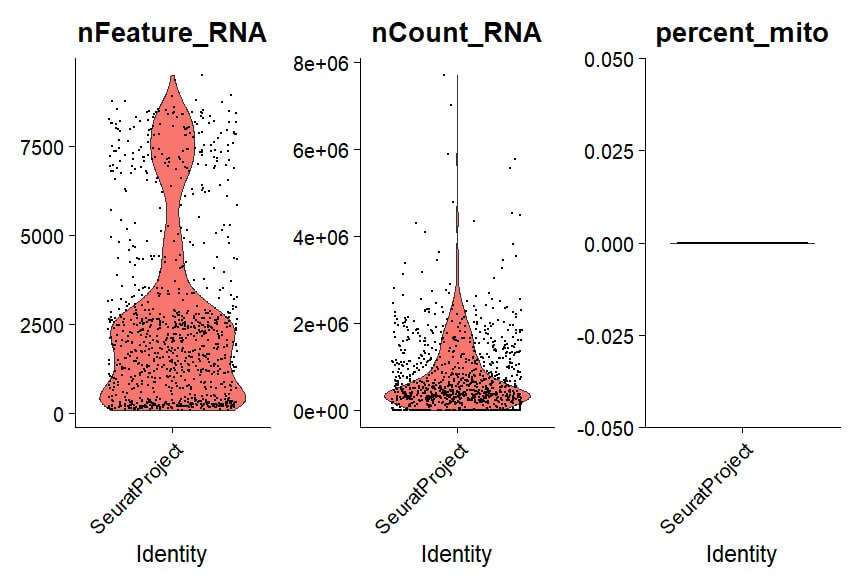 nFeature_RNA
7500
5000
2500
0
SeuratProject
Identity
nCount_RNA
8e+06
6e+06
4e+06
2e+06
0e+00
SeuratProject
Identity
percent_mito
0.050
0.025
0.000
-0.025
-0.050
SeuratProject
Identity